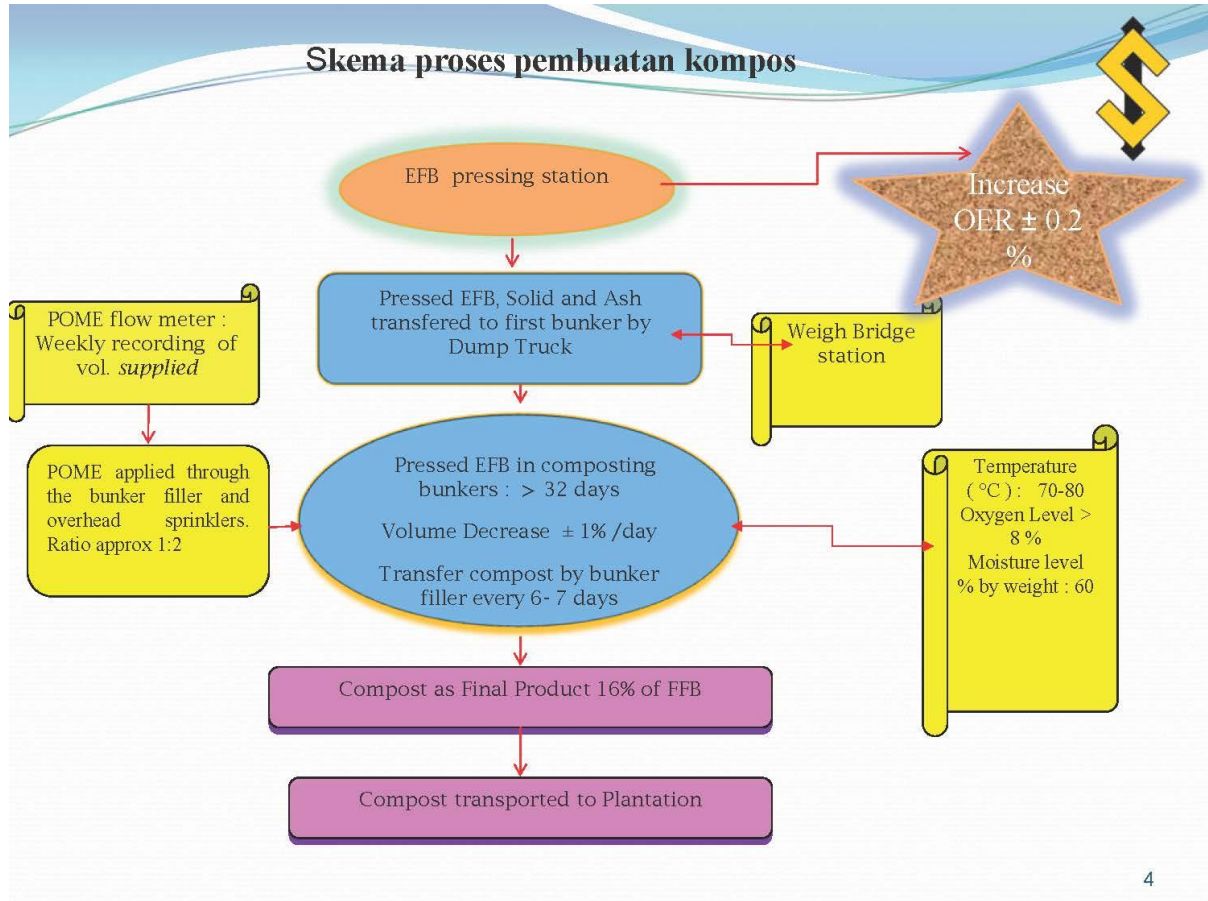 Skema proses pembuatan kompos
EFB pressing station
Increase
OER ± 0.2
%
Pressed EFB, Solid and Ash
transfered to first bunker by
Dump Truck
Weigh Bridge
station
POME flow meter :
Weekly recording of
vol. supplied
POME applied through
the bunker filler and
overhead sprinklers.
Ratio approx 1:2
Pressed EFB in composting
bunkers : > 32 days
Volume Decrease ± 1% /day
Transfer compost by bunker
filler every 6- 7 days
Temperature
( °C ) : 70-80
Oxygen Level >
8 %
Moisture level
% by weight : 60
Compost as Final Product 16% of FFB
Compost transported to Plantation
4